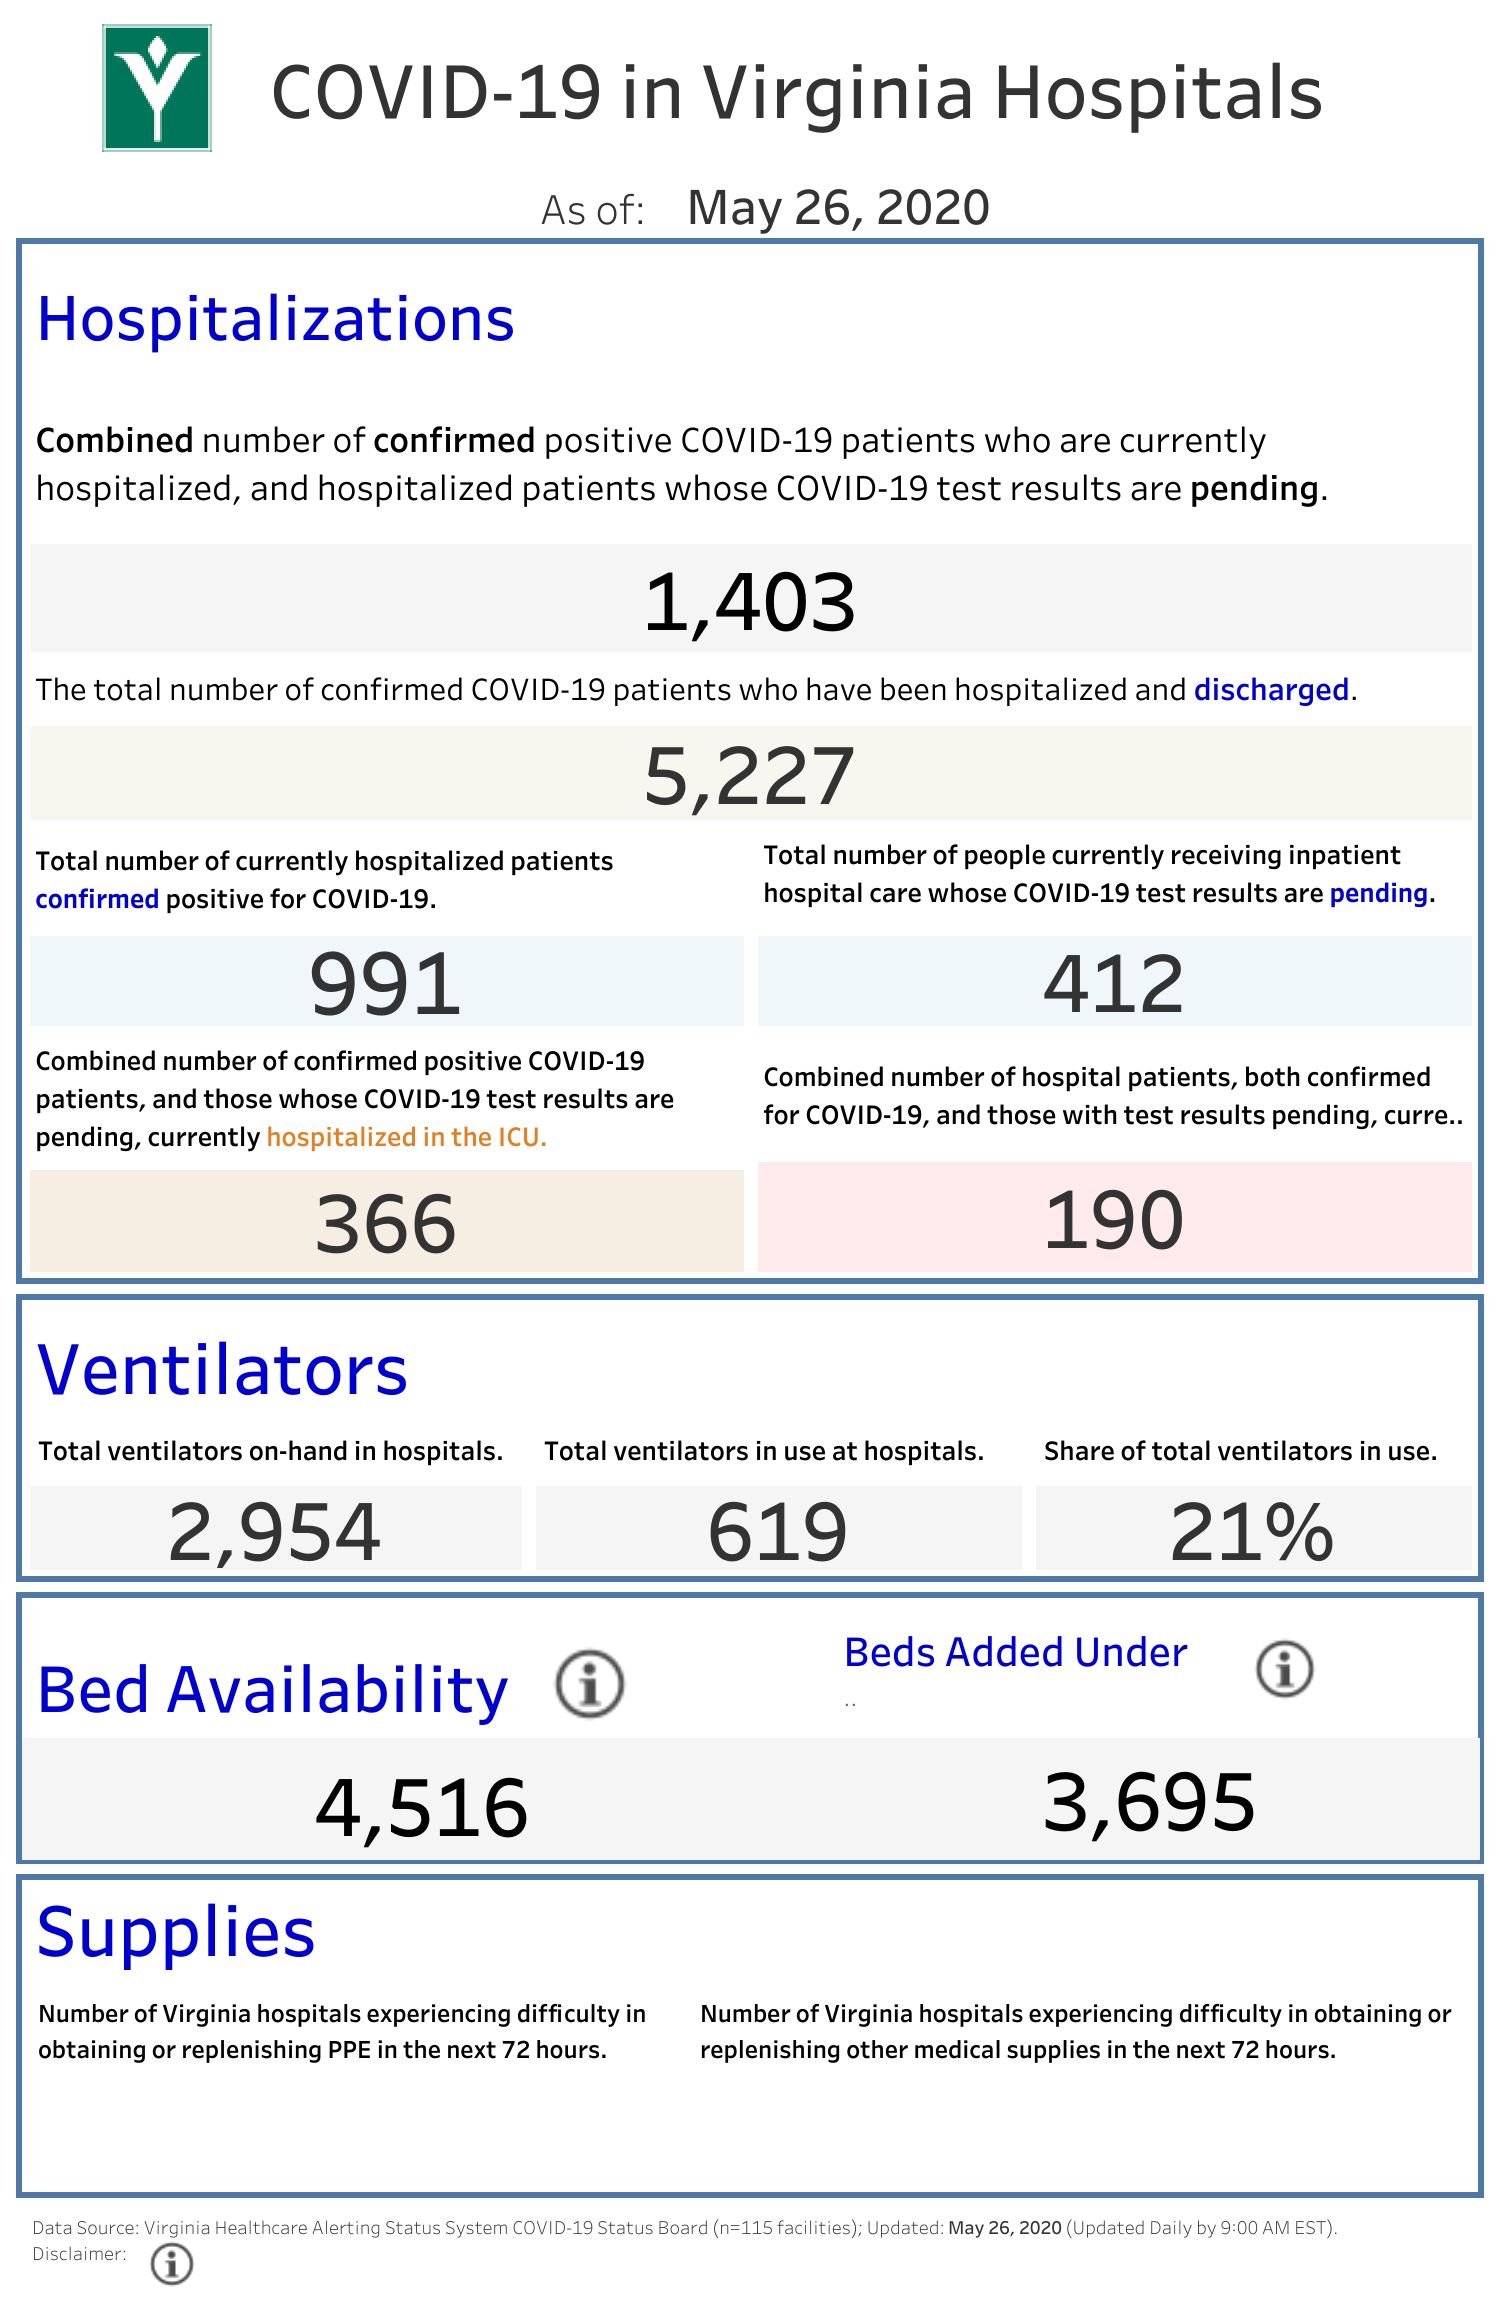 COVID-19 in Virginia Hospitals
As of: May 26, 2020
Hospitalizations
Combined number of confirmed positive COVID-19 patients who are currently
hospitalized, and hospitalized patients whose COVID-19 test results are pending.
1,403
The total number of confirmed COVID-19 patients who have been hospitalized and discharged.
5,227
Total number of currently hospitalized patients
confirmed positive for COVID-19.
991
Total number of people currently receiving inpatient
hospital care whose COVID-19 test results are pending.
412
Combined number of confirmed positive COVID-19
patients, and those whose COVID-19 test results are
pending, currently hospitalized in the ICU.
366
Combined number of hospital patients, both confirmed
for COVID-19, and those with test results pending, curre..
190
Ventilators
Total ventilators on-hand in hospitals.
2,954
Total ventilators in use at hospitals.
619
Share of total ventilators in use.
21%
Bed Availability
4,516
Beds Added Under
..
3,695
Supplies
Number of Virginia hospitals experiencing difficulty in
obtaining or replenishing PPE in the next 72 hours.
Number of Virginia hospitals experiencing difficulty in obtaining or
replenishing other medical supplies in the next 72 hours.
Data Source: Virginia Healthcare Alerting Status System COVID-19 Status Board (n=115 facilities); Updated: May 26, 2020 (Updated Daily by 9:00 AM EST).
Disclaimer: